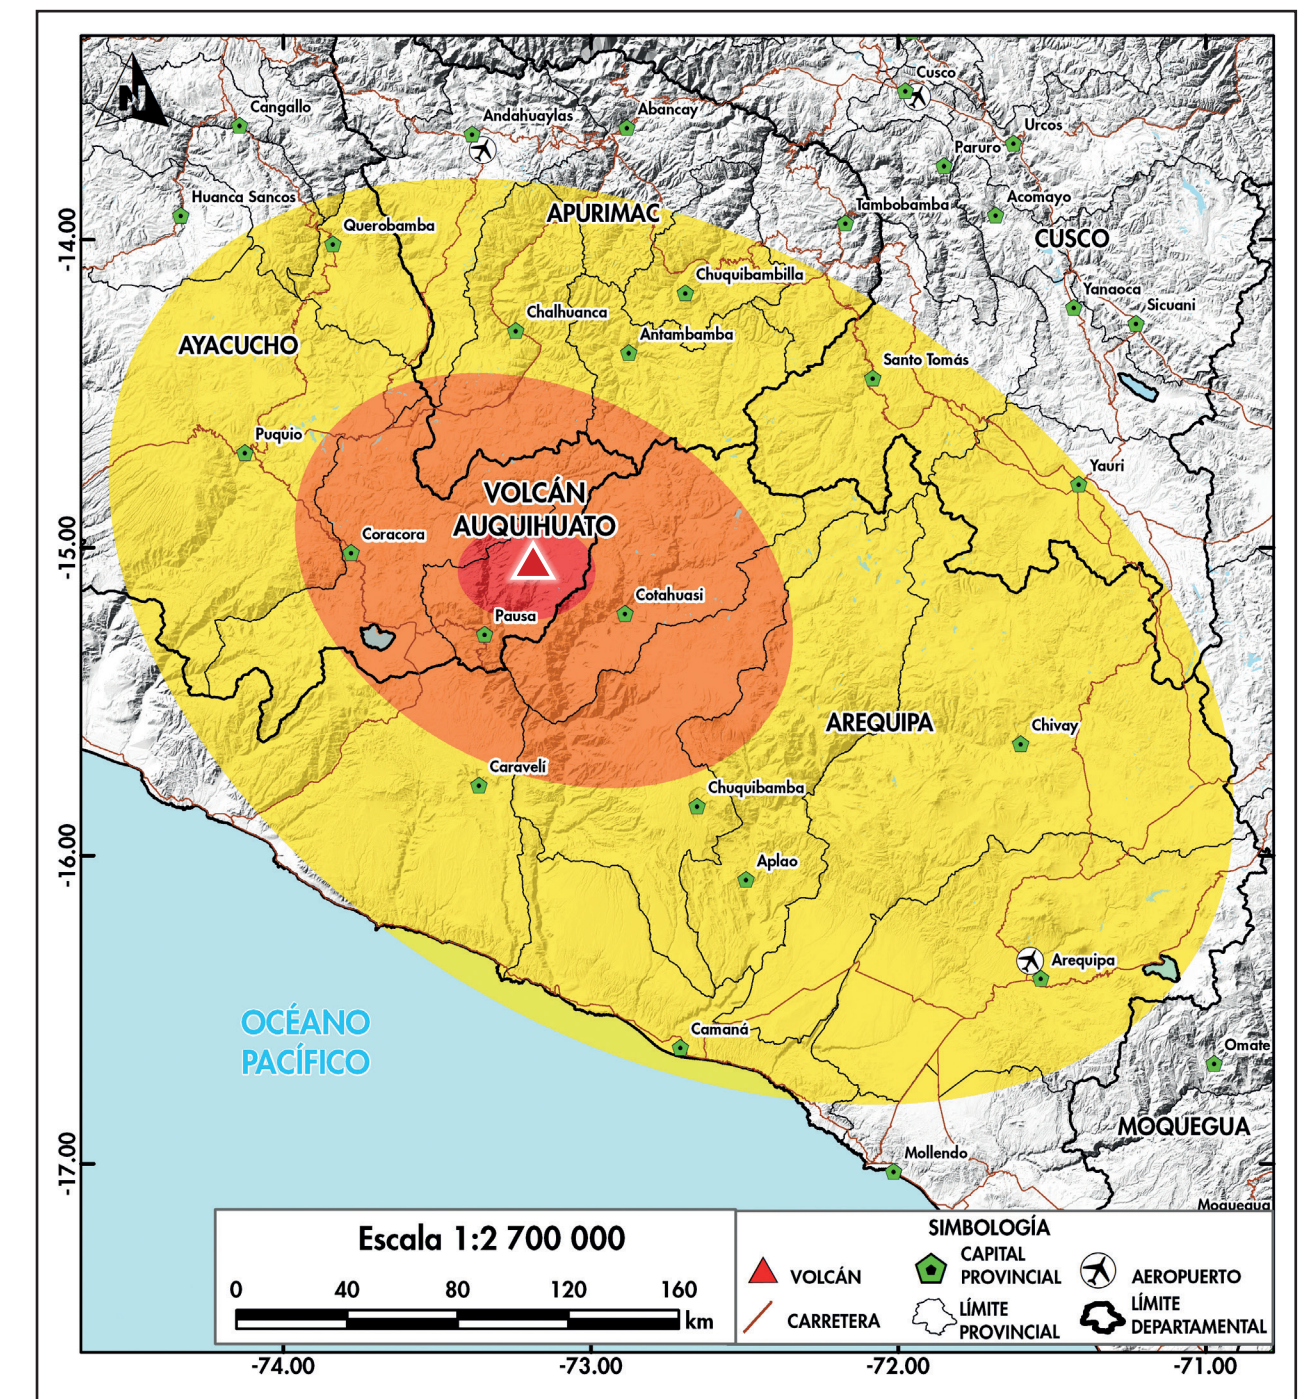 N
Cangallo
Andahuaylas
Abancay
Cusco
Urcos
Paruro
Huanca Sancos
Acomayo
Tambobamba
APURIMAC
Querobamba
CUSCO
-14.00
Chuquibambilla
Yanaoca
Sicuani
Chalhuanca
Antambamba
AYACUCHO
Santo Tomás
Puquio
Yauri
VOLCÁN
AUQUIHUATO
Coracora
-15.00
Cotahuasi
Pausa
AREQUIPA
Chivay
Caravelí
Chuquibamba
-16.00
Aplao
Arequipa
OCÉANO
PACÍFICO
Camaná
Omate
MOQUEGUA
-17.00
Mollendo
Moquegua
Escala 1:2 700 000
0 40 80 120 160
km
SIMBOLOGÍA
VOLCÁN
CAPITAL
PROVINCIAL
AEROPUERTO
CARRETERA
LÍMITE
PROVINCIAL
LÍMITE
DEPARTAMENTAL
-74.00 -73.00 -72.00 -71.00